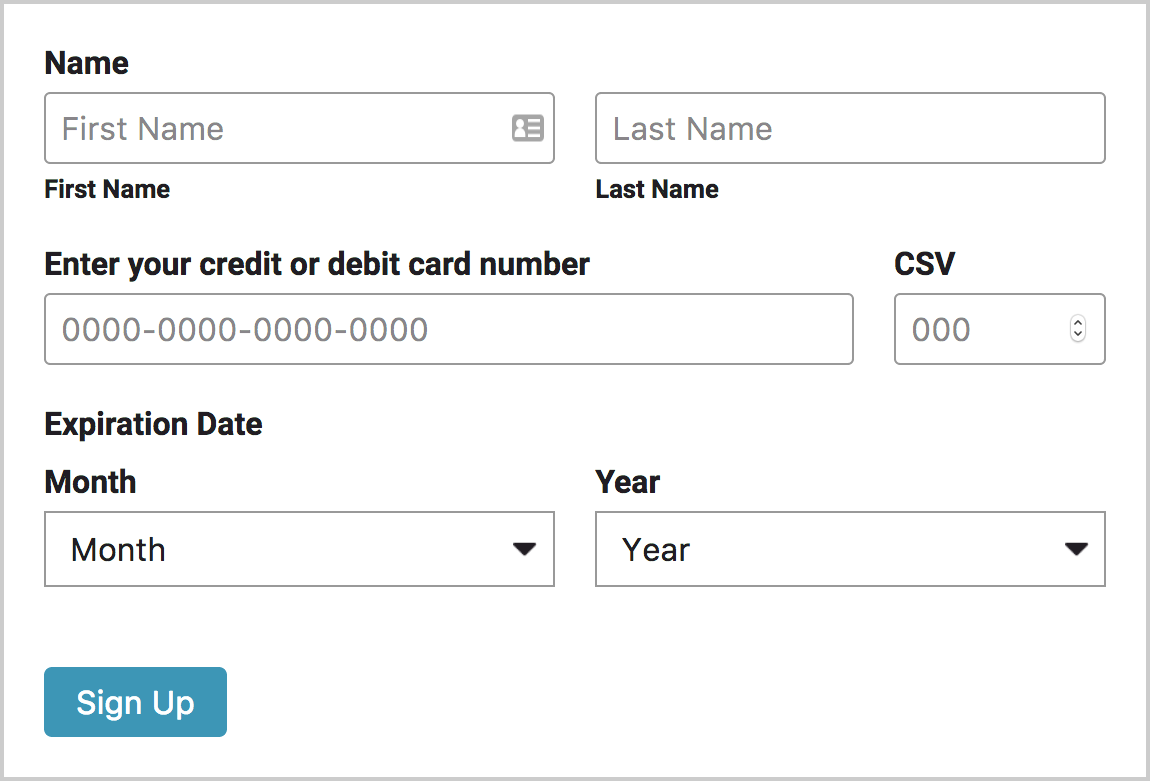 Name
First Name Last Name
First Name Last Name
Enter your credit or debit card number CSV
0000-0000-0000-0000 000
Expiration Date
Month Year
Month Year
Sign Up